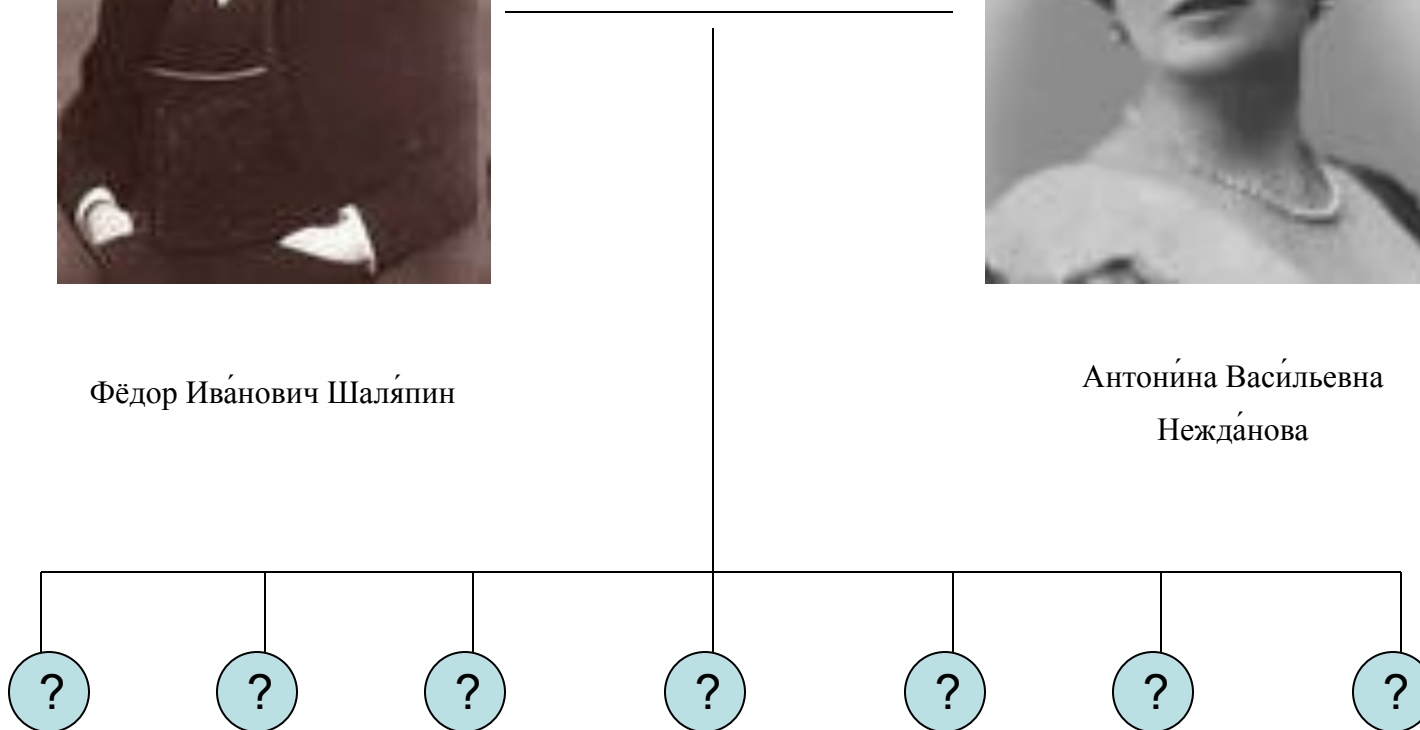 Фёдор Ива́нович Шаля́пин
Антони́на Васи́льевна
Нежда́нова
? ? ? ? ? ? ?